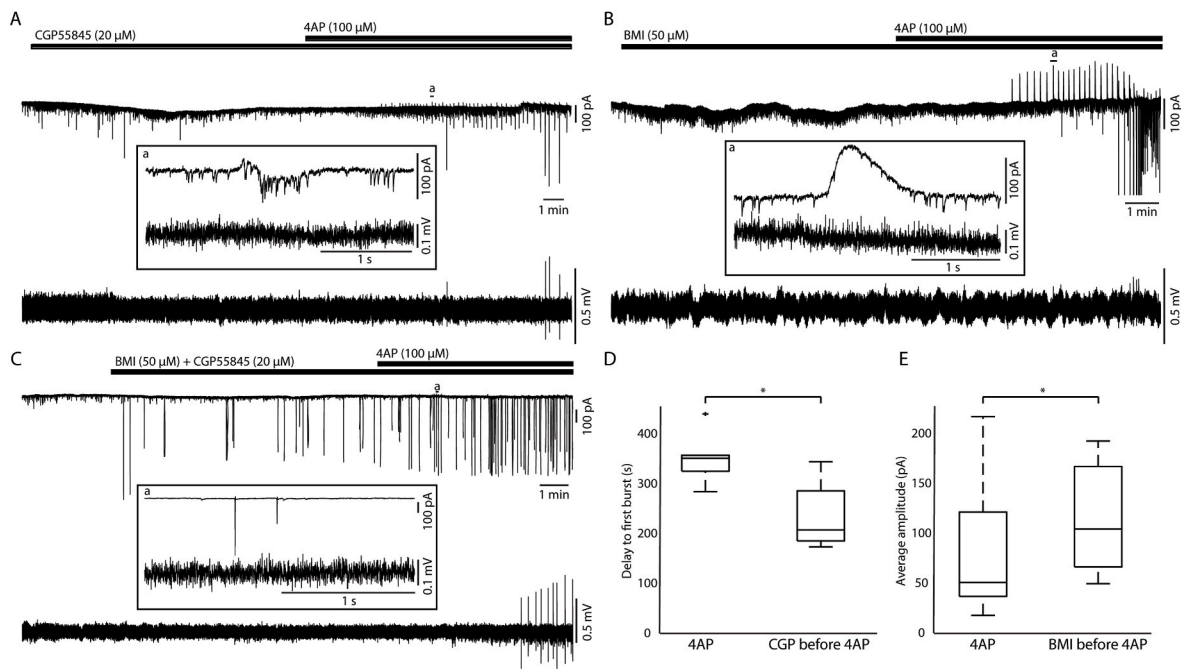 A
CGP55845 (20 µM)
4AP (100 µM)
a
100 pA
a
100 pA
0.1 mV
1 s
1 min
0.5 mV
B
BMI (50 µM)
4AP (100 µM)
a
100 pA
a
100 pA
0.1 mV
1 s
1 min
0.5 mV
C
BMI (50 µM) + CGP55845 (20 µM)
4AP (100 µM)
a
100 pA
a
100 pA
0.1 mV
1 s
1 min
0.5 mV
D
*
Delay to first burst (s)
400
300
200
100
0
4AP
CGP before 4AP
E
*
Average amplitude (pA)
200
150
100
50
0
4AP
BMI before 4AP